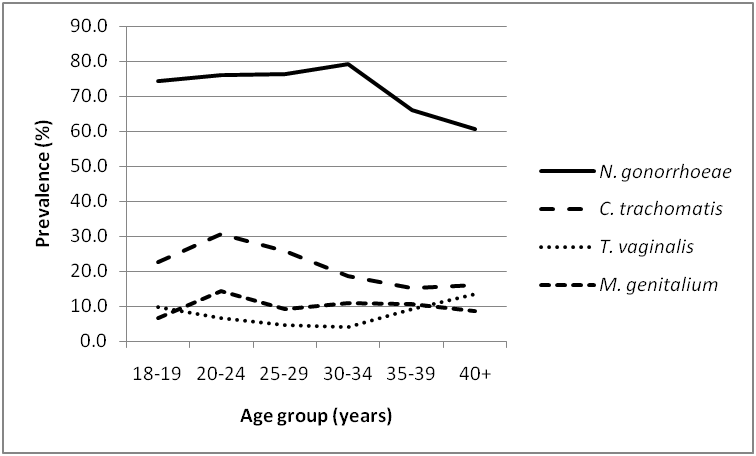 90.0
80.0
70.0
60.0
50.0
40.0
30.0
20.0
10.0
0.0
Prevalence (%)
18-19 20-24 25-29 30-34 35-39 40+
Age group (years)
N. gonorrhoeae
C. trachomatis
T. vaginalis
M. genitalium